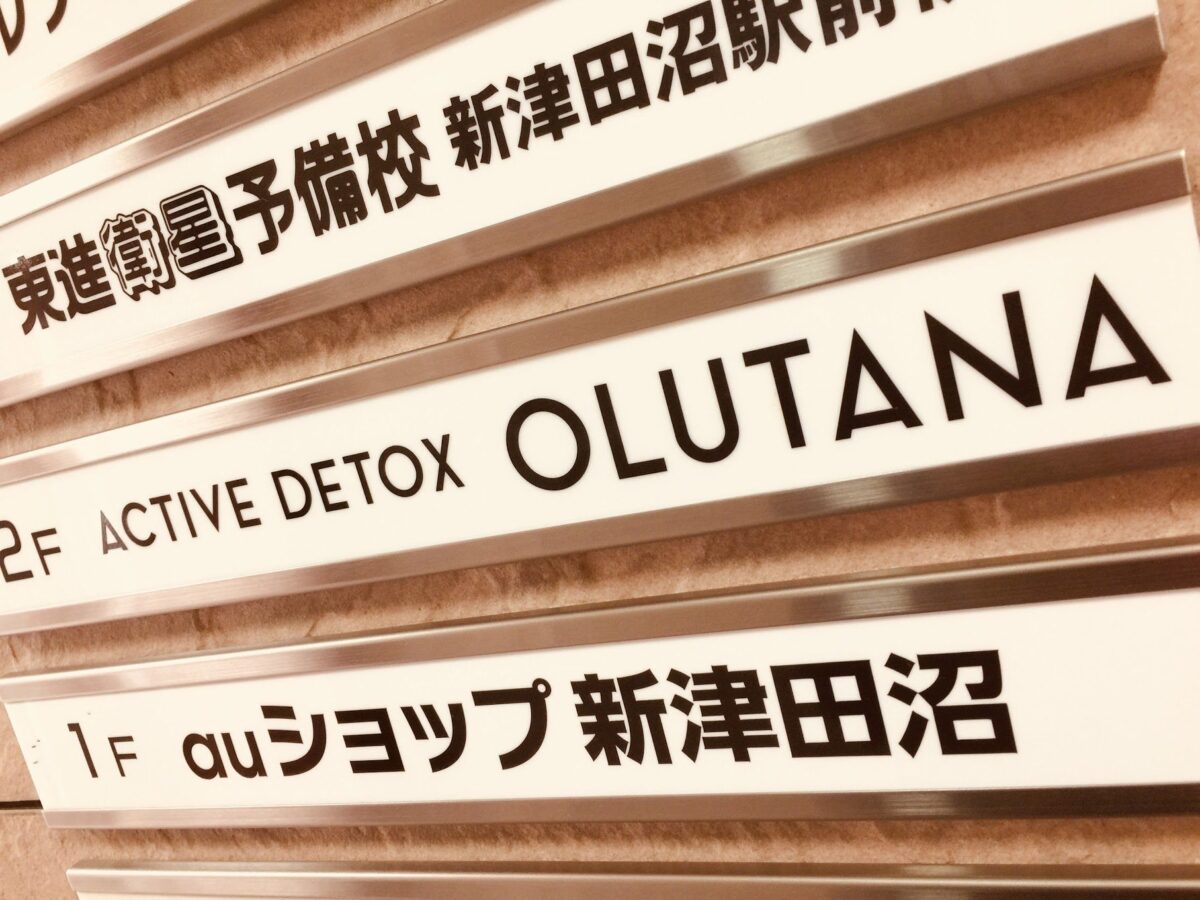 東進衛星予備校 新津田沼駅前
2F ACTIVE DETOX OLUTANA
1F auショップ 新津田沼